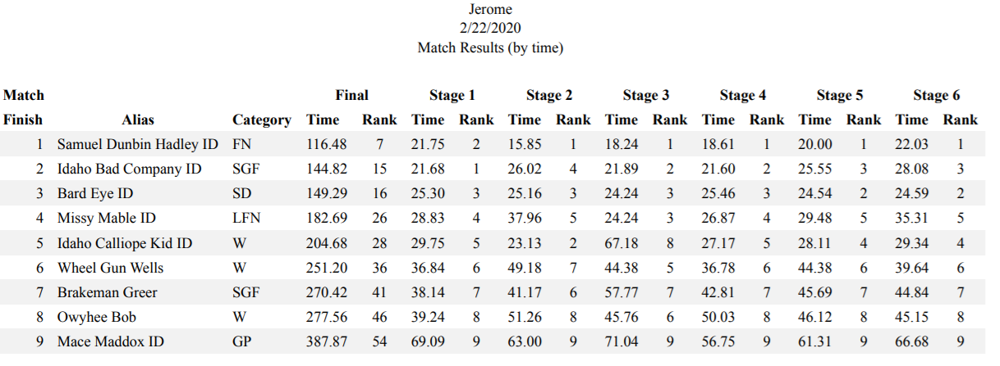 Jerome
2/22/2020
Match Results (by time)
Match Final Stage 1 Stage 2 Stage 3 Stage 4 Stage 5 Stage 6
Finish Alias Category Time Rank Time Rank Time Rank Time Rank Time Rank Time Rank Time Rank
1 Samuel Dunbin Hadley ID FN 116.48 7 21.75 2 15.85 1 18.24 1 18.61 1 20.00 1 22.03 1
2 Idaho Bad Company ID SGF 144.82 15 21.68 1 26.02 4 21.89 2 21.60 2 25.55 3 28.08 3
3 Bard Eye ID SD 149.29 16 25.30 3 25.16 3 24.24 3 25.46 3 24.54 2 24.59 2
4 Missy Mable ID LFN 182.69 26 28.83 4 37.96 5 24.24 3 26.87 4 29.48 5 35.31 5
5 Idaho Calliope Kid ID W 204.68 28 29.75 5 23.13 2 67.18 8 27.17 5 28.11 4 29.34 4
6 Wheel Gun Wells W 251.20 36 36.84 6 49.18 7 44.38 5 36.78 6 44.38 6 39.64 6
7 Brakeman Greer SGF 270.42 41 38.14 7 41.17 6 57.77 7 42.81 7 45.69 7 44.84 7
8 Owyhee Bob W 277.56 46 39.24 8 51.26 8 45.76 6 50.03 8 46.12 8 45.15 8
9 Mace Maddox ID GP 387.87 54 69.09 9 63.00 9 71.04 9 56.75 9 61.31 9 66.68 9